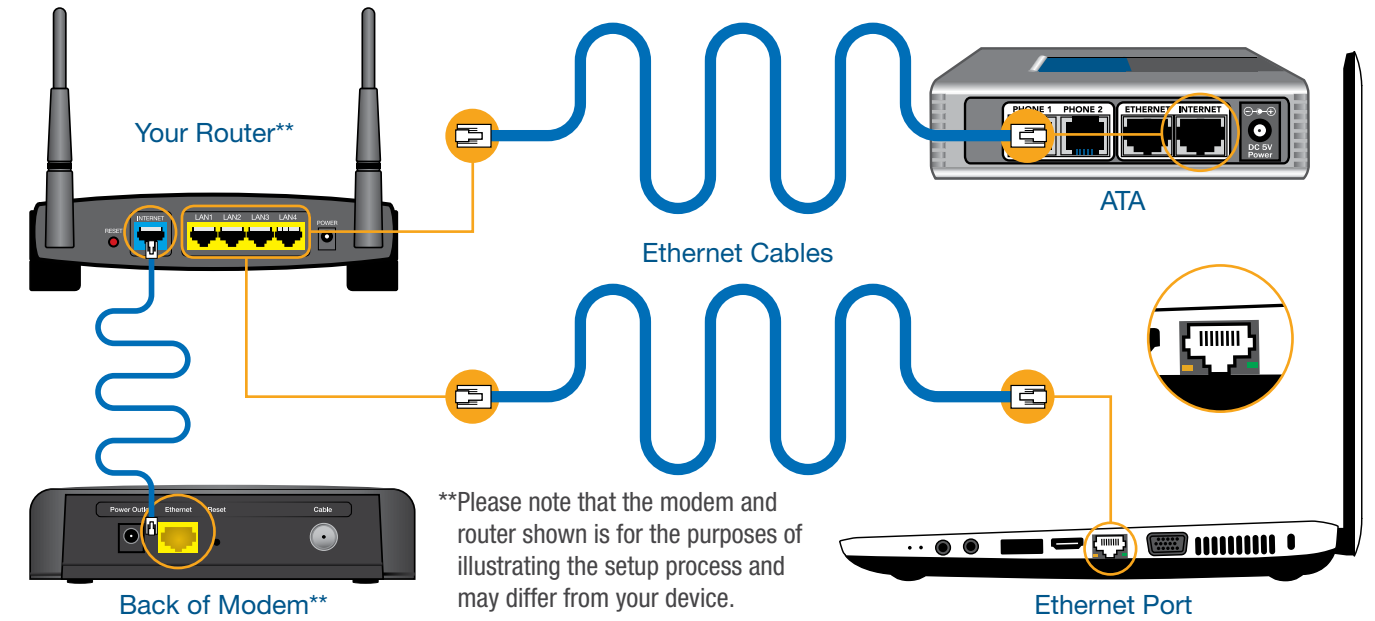 Your Router**
RESET
INTERNET
LAN1 LAN2 LAN3 LAN4
POWER
PHONE 1 PHONE 2 ETHERNET INTERNET
DC 5V
Power
ATA
Ethernet Cables
Power Outlet Ethernet Reset Cable
Back of Modem**
**Please note that the modem and
router shown is for the purposes of
illustrating the setup process and
may differ from your device.
Ethernet Port